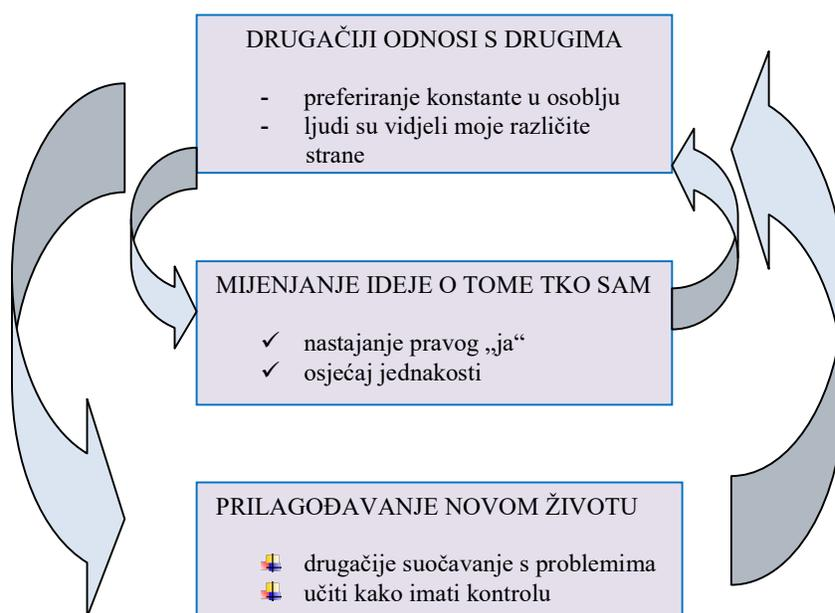 DRUGAČIJI ODNOSI S DRUGIMA
- preferiranje konstante u osoblju
- ljudi su vidjeli moje različite
strane
MIJENJANJE IDEJE O TOME TKO SAM
✓ nastajanje pravog „ja“
✓ osjećaj jednakosti
PRILAGOĐAVANJE NOVOM ŽIVOTU
drugačije suočavanje s problemima
učiti kako imati kontrolu